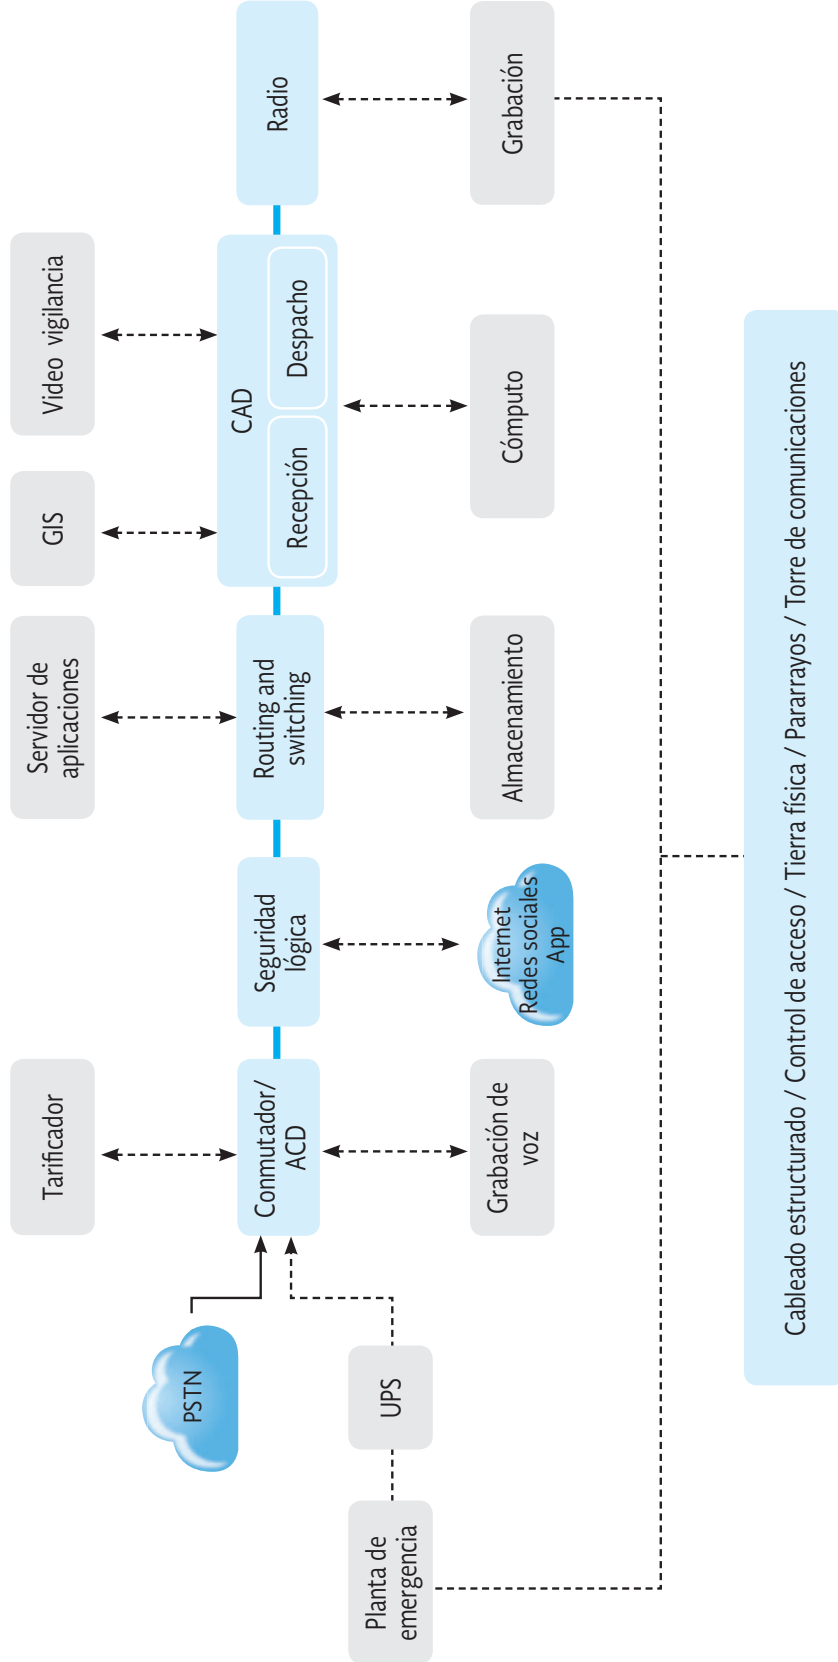 Tarificador
Servidor de
aplicaciones
GIS
Video vigilancia
PSTN
Conmutador/
ACD
Seguridad
lógica
Routing and
switching
CAD
Recepción
Despacho
Radio
Planta de
emergencia
UPS
Grabación de
voz
Internet
Redes sociales
App
Almacenamiento
Cómputo
Grabación
Cableado estructurado / Control de acceso / Tierra física / Pararrayos / Torre de comunicaciones